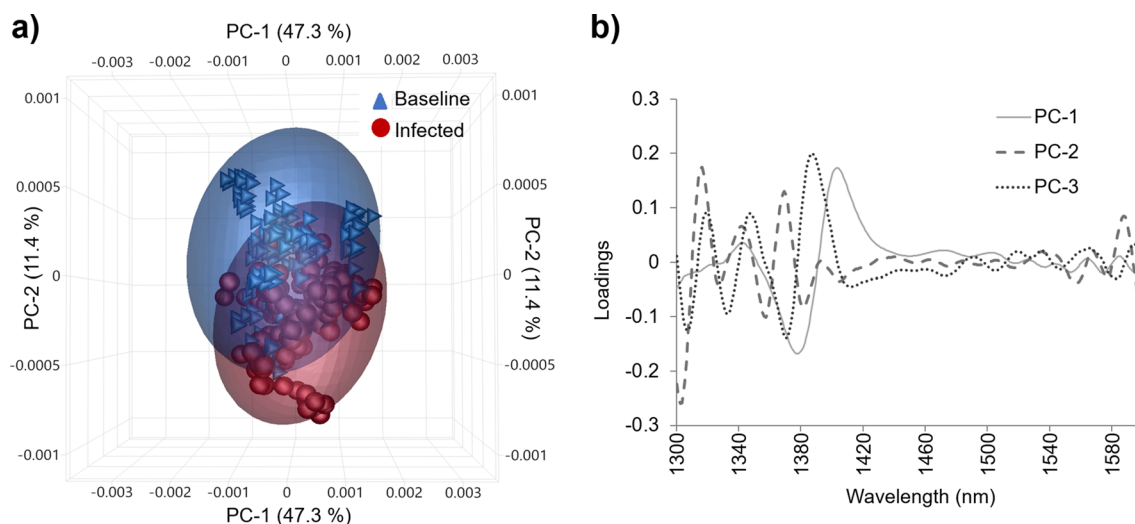 a)
PC-1 (47.3 %)
-0.003 -0.002 -0.001 0 0.001 0.002 0.003
Baseline
Infected
PC-2 (11.4 %)
0.001
0.0005
0
-0.0005
-0.001
0.001
0.0005
0
-0.0005
-0.001
PC-2 (11.4 %)
-0.003 -0.002 -0.001 0 0.001 0.002 0.003
PC-1 (47.3 %)
b)
Loadings
0.3
0.2
0.1
0
-0.1
-0.2
-0.3
PC-1
PC-2
PC-3
1300 1340 1380 1420 1460 1500 1540 1580
Wavelength (nm)